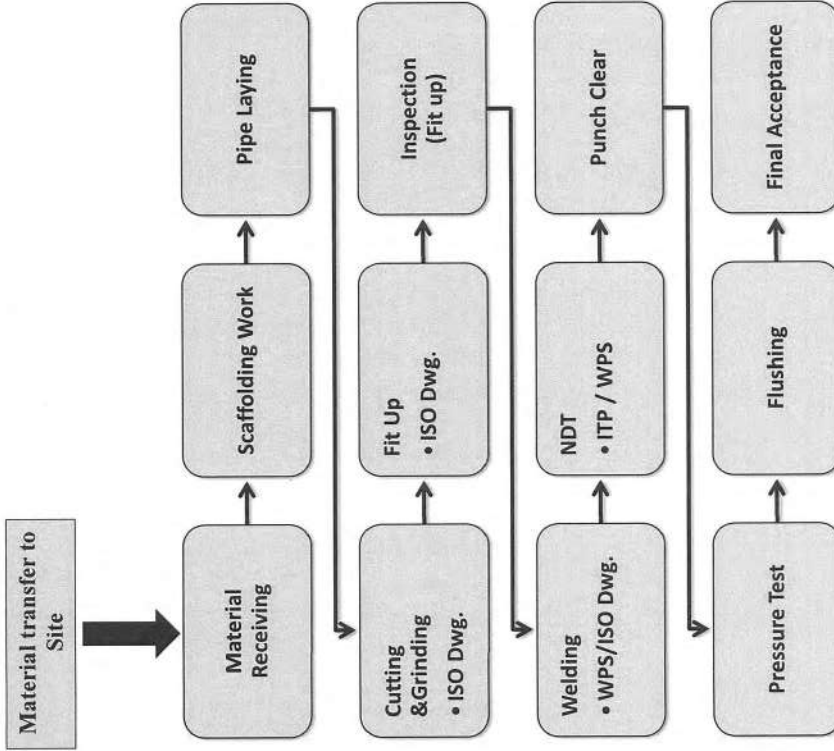 Material transfer to
Site
Material
Receiving
Scaffolding Work
Pipe Laying
Cutting
&Grinding
• ISO Dwg.
Fit Up
• ISO Dwg.
Inspection
(Fit up)
Welding
• WPS/ISO Dwg.
NDT
• ITP / WPS
Punch Clear
Pressure Test
Flushing
Final Acceptance